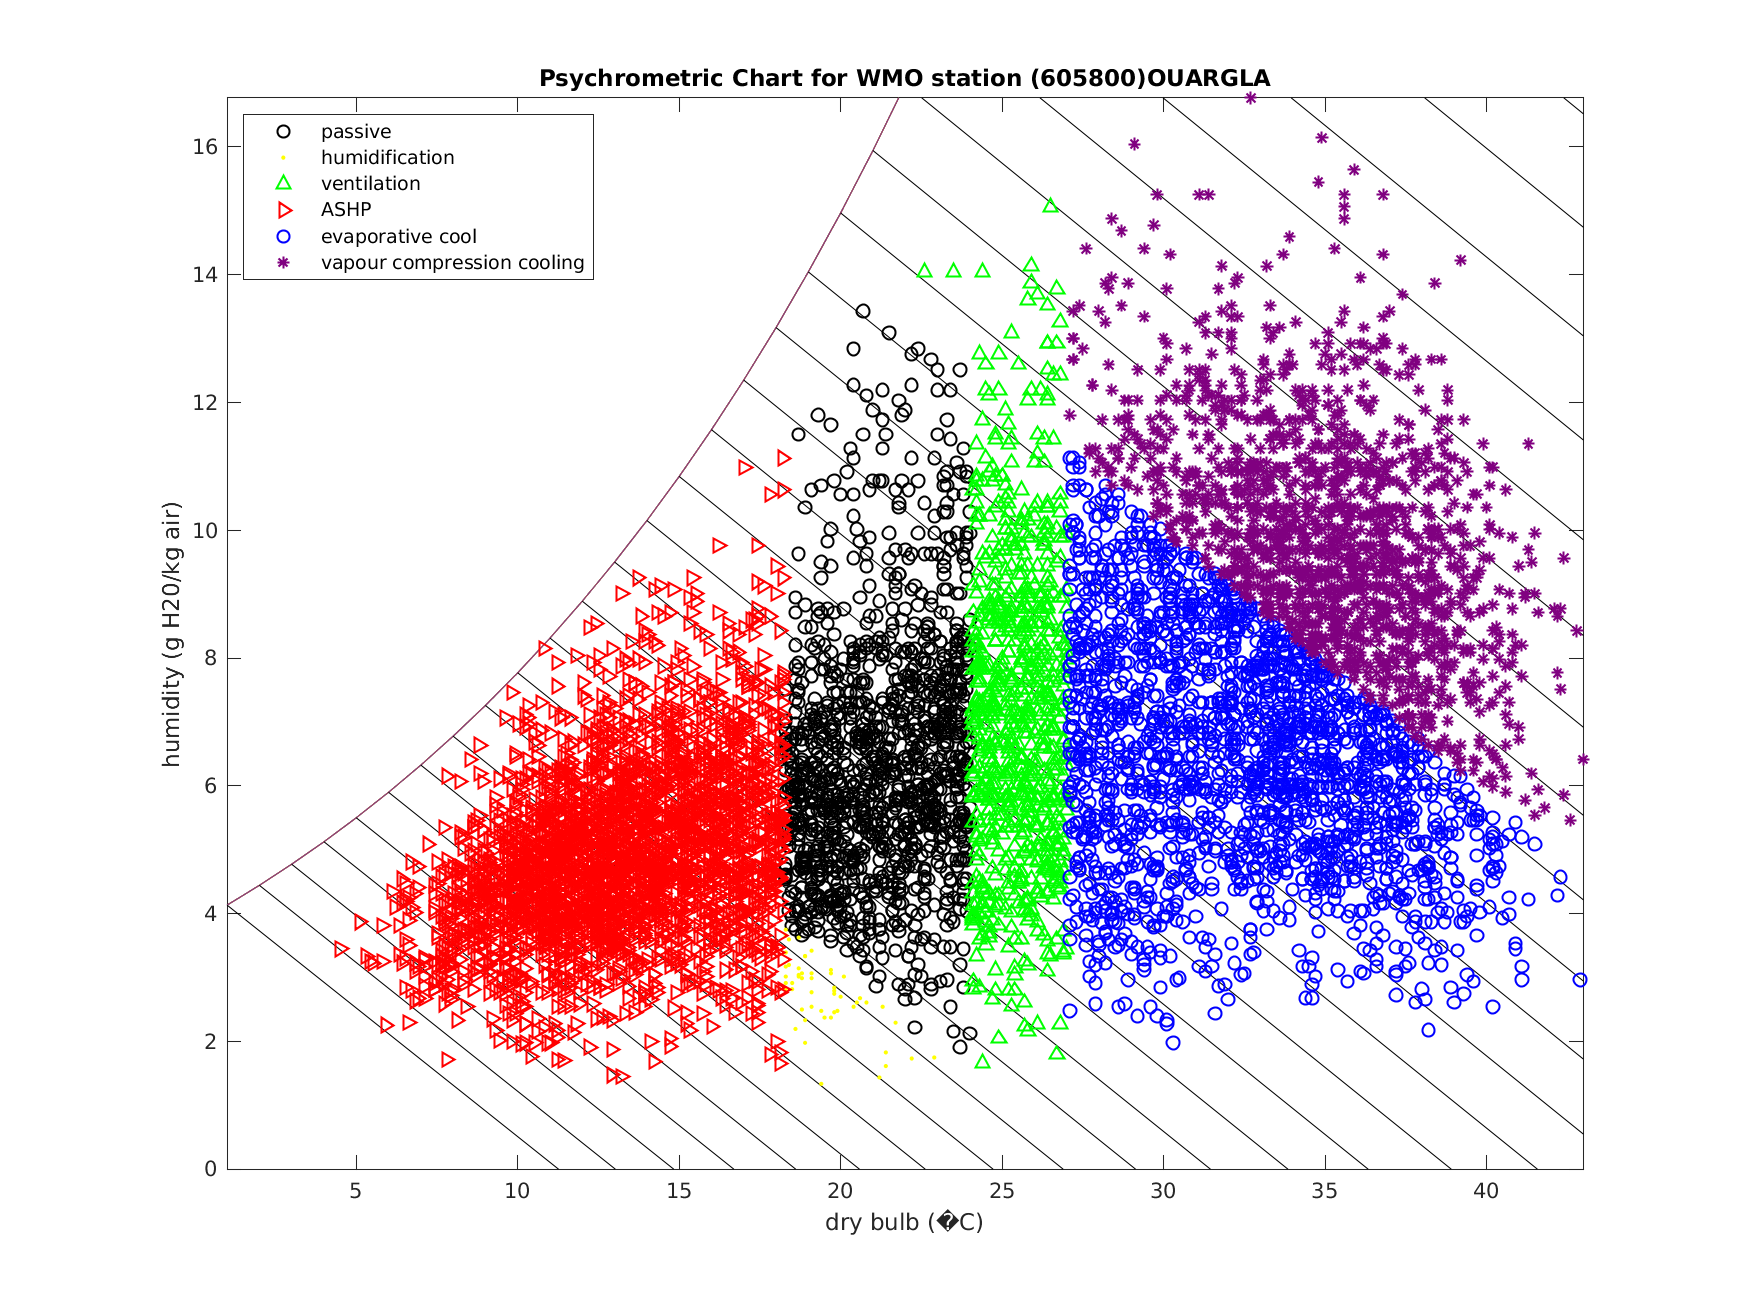 Psychrometric Chart for WMO station (605800)OUARGLA
passive
humidification
ventilation
ASHP
evaporative cool
vapour compression cooling
16
14
12
10
8
6
4
2
0
humidity (g H20/kg air)
5 10 15 20 25 30 35 40
dry bulb (�C)